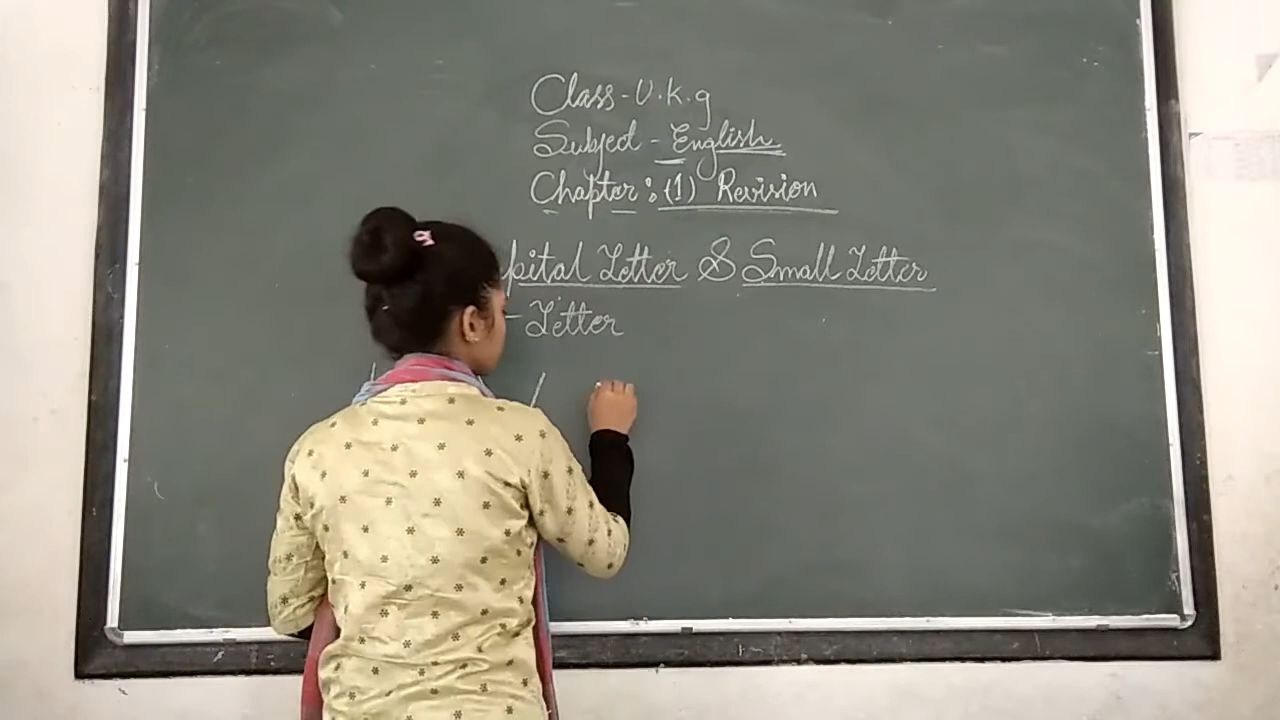 Class - U.K.g
Subject - English
Chapter : (1) Revision
pital Letter & Small Letter
- Letter